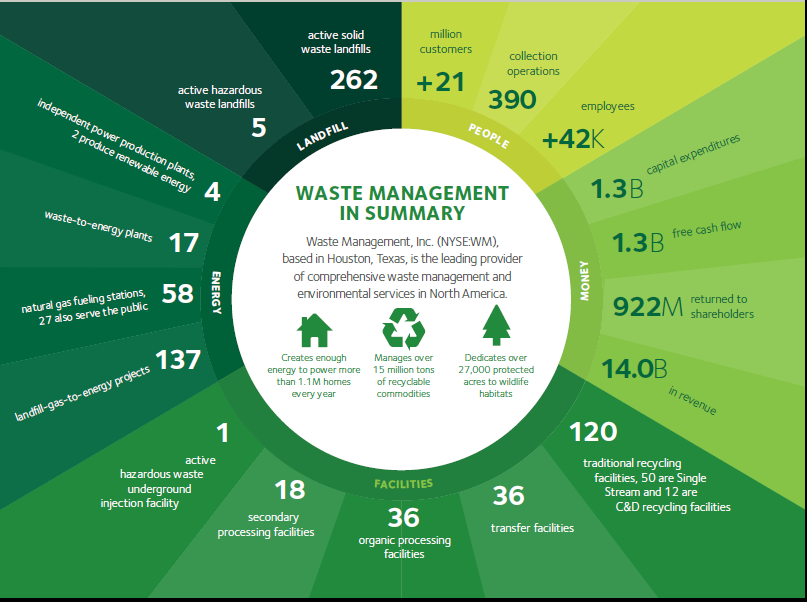 WASTE MANAGEMENT
IN SUMMARY
Waste Management, Inc. (NYSE:WM),
based in Houston, Texas, is the leading provider
of comprehensive waste management and
environmental services in North America.
Creates enough
energy to power more
than 1.1M homes
every year
Manages over
15 million tons
of recyclable
commodities
Dedicates over
27,000 protected
acres to wildlife
habitats
PEOPLE
million
customers
+21
collection
operations
390
employees
+42K
MONEY
capital expenditures
1.3B
1.3B
free cash flow
922M
returned to
shareholders
14.0B
in revenue
FACILITIES
120
traditional recycling
facilities, 50 are Single
Stream and 12 are
C&D recycling facilities
36
transfer facilities
36
organic processing
facilities
18
secondary
processing facilities
1
active
hazardous waste
underground
injection facility
ENERGY
137
landfill-gas-to-energy projects
58
natural gas fueling stations,
27 also serve the public
17
waste-to-energy plants
4
independent power production plants,
2 produce renewable energy
LANDFILL
active hazardous
waste landfills
5
active solid
waste landfills
262